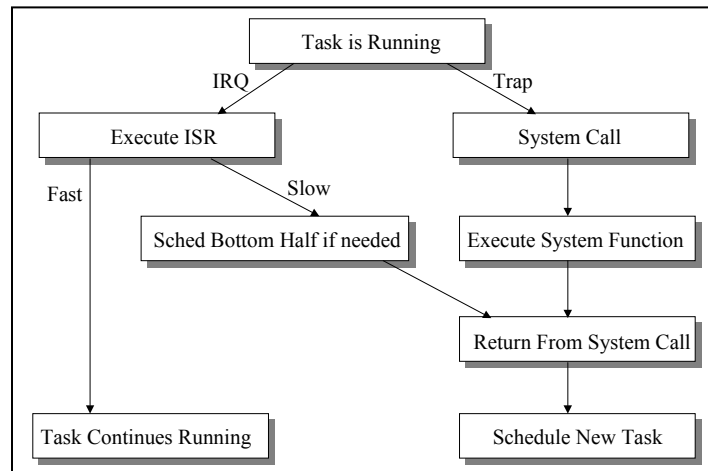 Task is Running
IRQ
Trap
Execute ISR
System Call
Fast
Slow
Sched Bottom Half if needed
Execute System Function
Return From System Call
Task Continues Running
Schedule New Task